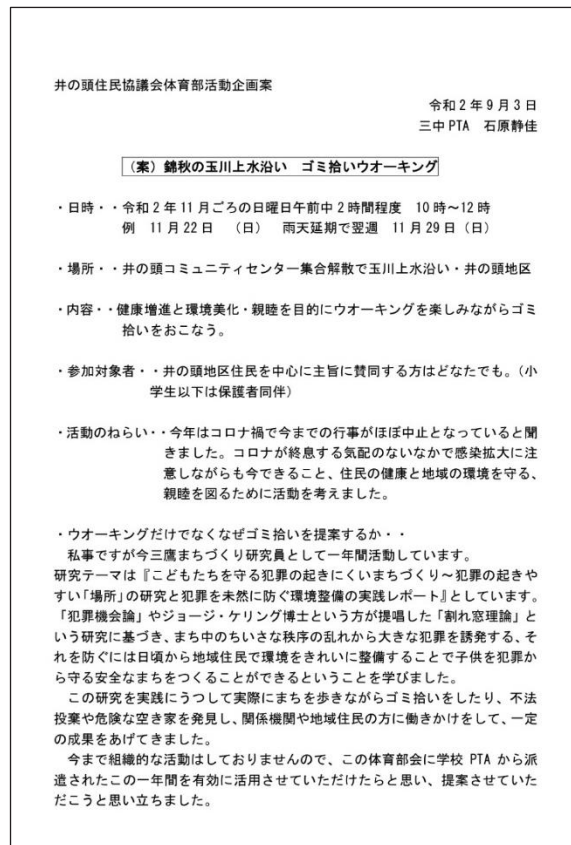 井の頭住民協議会体育部活動企画案
令和2年9月3日
三中PTA　石原静佳
（案）錦秋の玉川上水沿い　ゴミ拾いウオーキング
・日時・・令和2年11月ごろの日曜日午前中2時間程度　10時～12時
例　11月22日　（日）　雨天延期で翌週　11月29日（日）
・場所・・井の頭コミュニティセンター集合解散で玉川上水沿い・井の頭地区
・内容・・健康増進と環境美化・親睦を目的にウオーキングを楽しみながらゴミ
拾いをおこなう。
・参加対象者・・井の頭地区住民を中心に主旨に賛同する方はどなたでも。（小
学生以下は保護者同伴）
・活動のねらい・・今年はコロナ禍で今までの行事がほぼ中止となっていると聞
きました。コロナが終息する気配のないなかで感染拡大に注
意しながらも今できること、住民の健康と地域の環境を守る、
親睦を図るために活動を考えました。
・ウオーキングだけでなくなぜゴミ拾いを提案するか・・
私事ですが今三鷹まちづくり研究員として一年間活動しています。
研究テーマは『こどもたちを守る犯罪の起きにくいまちづくり～犯罪の起きや
すい「場所」の研究と犯罪を未然に防ぐ環境整備の実践レポート』としています。
「犯罪機会論」やジョージ・ケリング博士という方が提唱した「割れ窓理論」と
いう研究に基づき、まち中のちいさな秩序の乱れから大きな犯罪を誘発する、そ
れを防ぐには日頃から地域住民で環境をきれいに整備することで子供を犯罪か
ら守る安全なまちをつくることができるということを学びました。
この研究を実践にうつして実際にまちを歩きながらゴミ拾いをしたり、不法
投棄や危険な空き家を発見し、関係機関や地域住民の方に働きかけをして、一定
の成果をあげてきました。
今まで組織的な活動はしておりませんので、この体育部会に学校PTAから派
遣されたこの一年間を有効に活用させていただけたらと思い、提案させていた
だこうと思い立ちました。